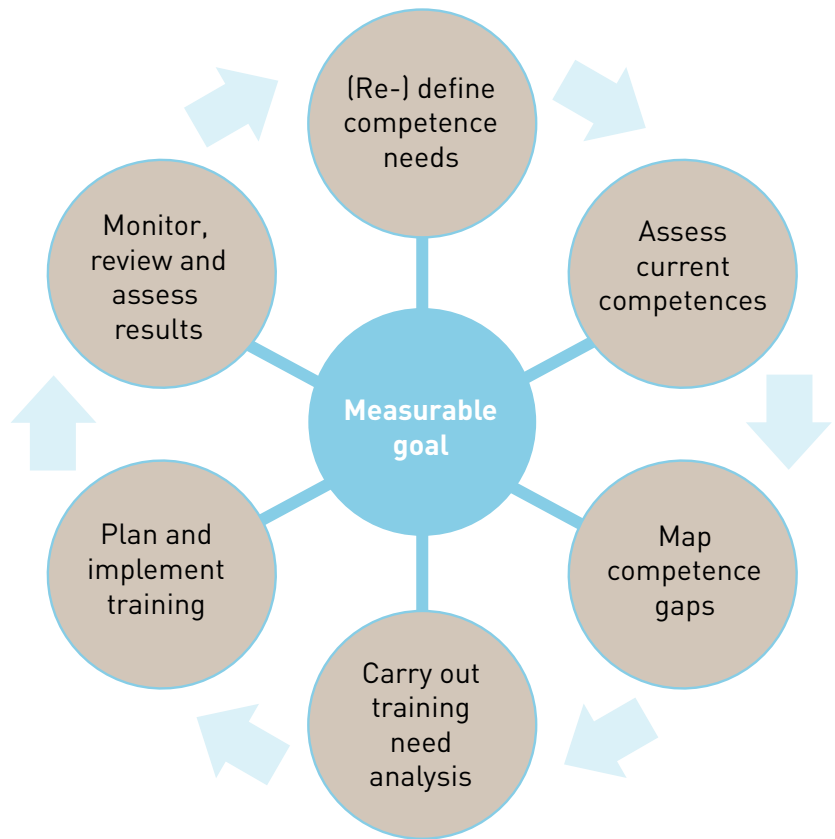 (Re-) define
competence
needs
Assess
current
competences
Map
competence
gaps
Carry out
training
need
analysis
Plan and
implement
training
Monitor,
review and
assess
results
Measurable
goal